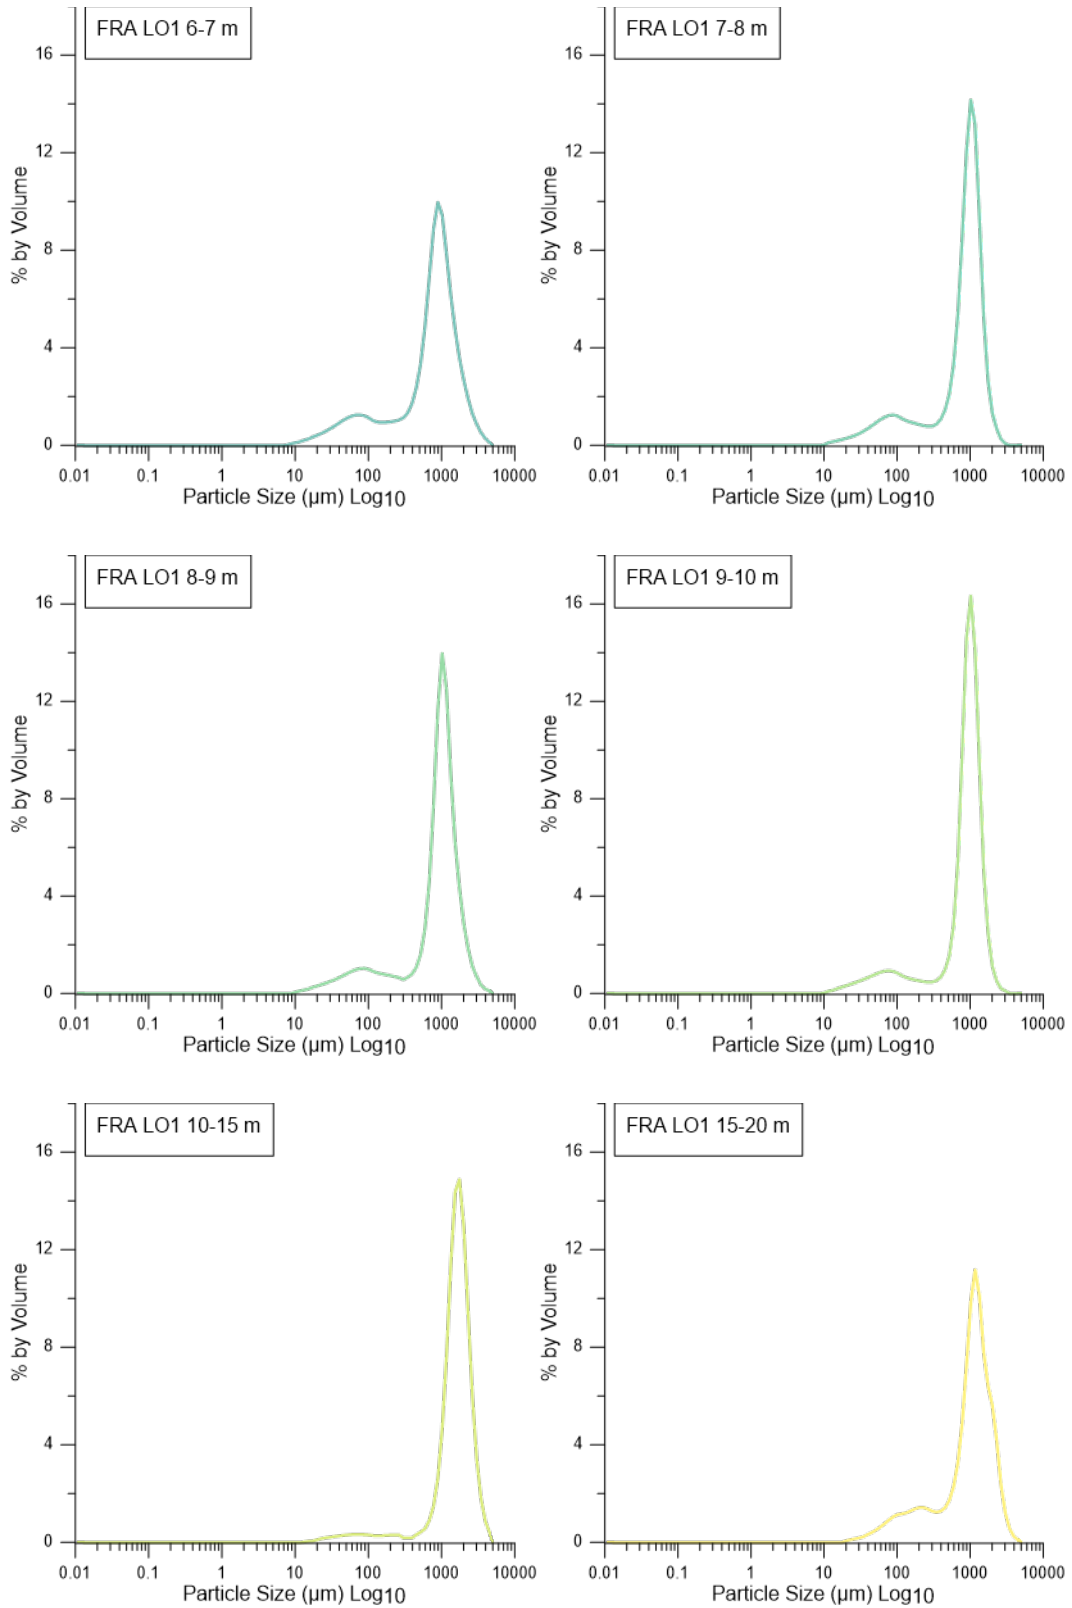 FRA LO1 6-7 m
16
12
8
4
0
% by Volume
0.01 0.1 1 10 100 1000 10000
Particle Size (µm) Log10
FRA LO1 7-8 m
16
12
8
4
0
% by Volume
0.01 0.1 1 10 100 1000 10000
Particle Size (µm) Log10
FRA LO1 8-9 m
16
12
8
4
0
% by Volume
0.01 0.1 1 10 100 1000 10000
Particle Size (µm) Log10
FRA LO1 9-10 m
16
12
8
4
0
% by Volume
0.01 0.1 1 10 100 1000 10000
Particle Size (µm) Log10
FRA LO1 10-15 m
16
12
8
4
0
% by Volume
0.01 0.1 1 10 100 1000 10000
Particle Size (µm) Log10
FRA LO1 15-20 m
16
12
8
4
0
% by Volume
0.01 0.1 1 10 100 1000 10000
Particle Size (µm) Log10